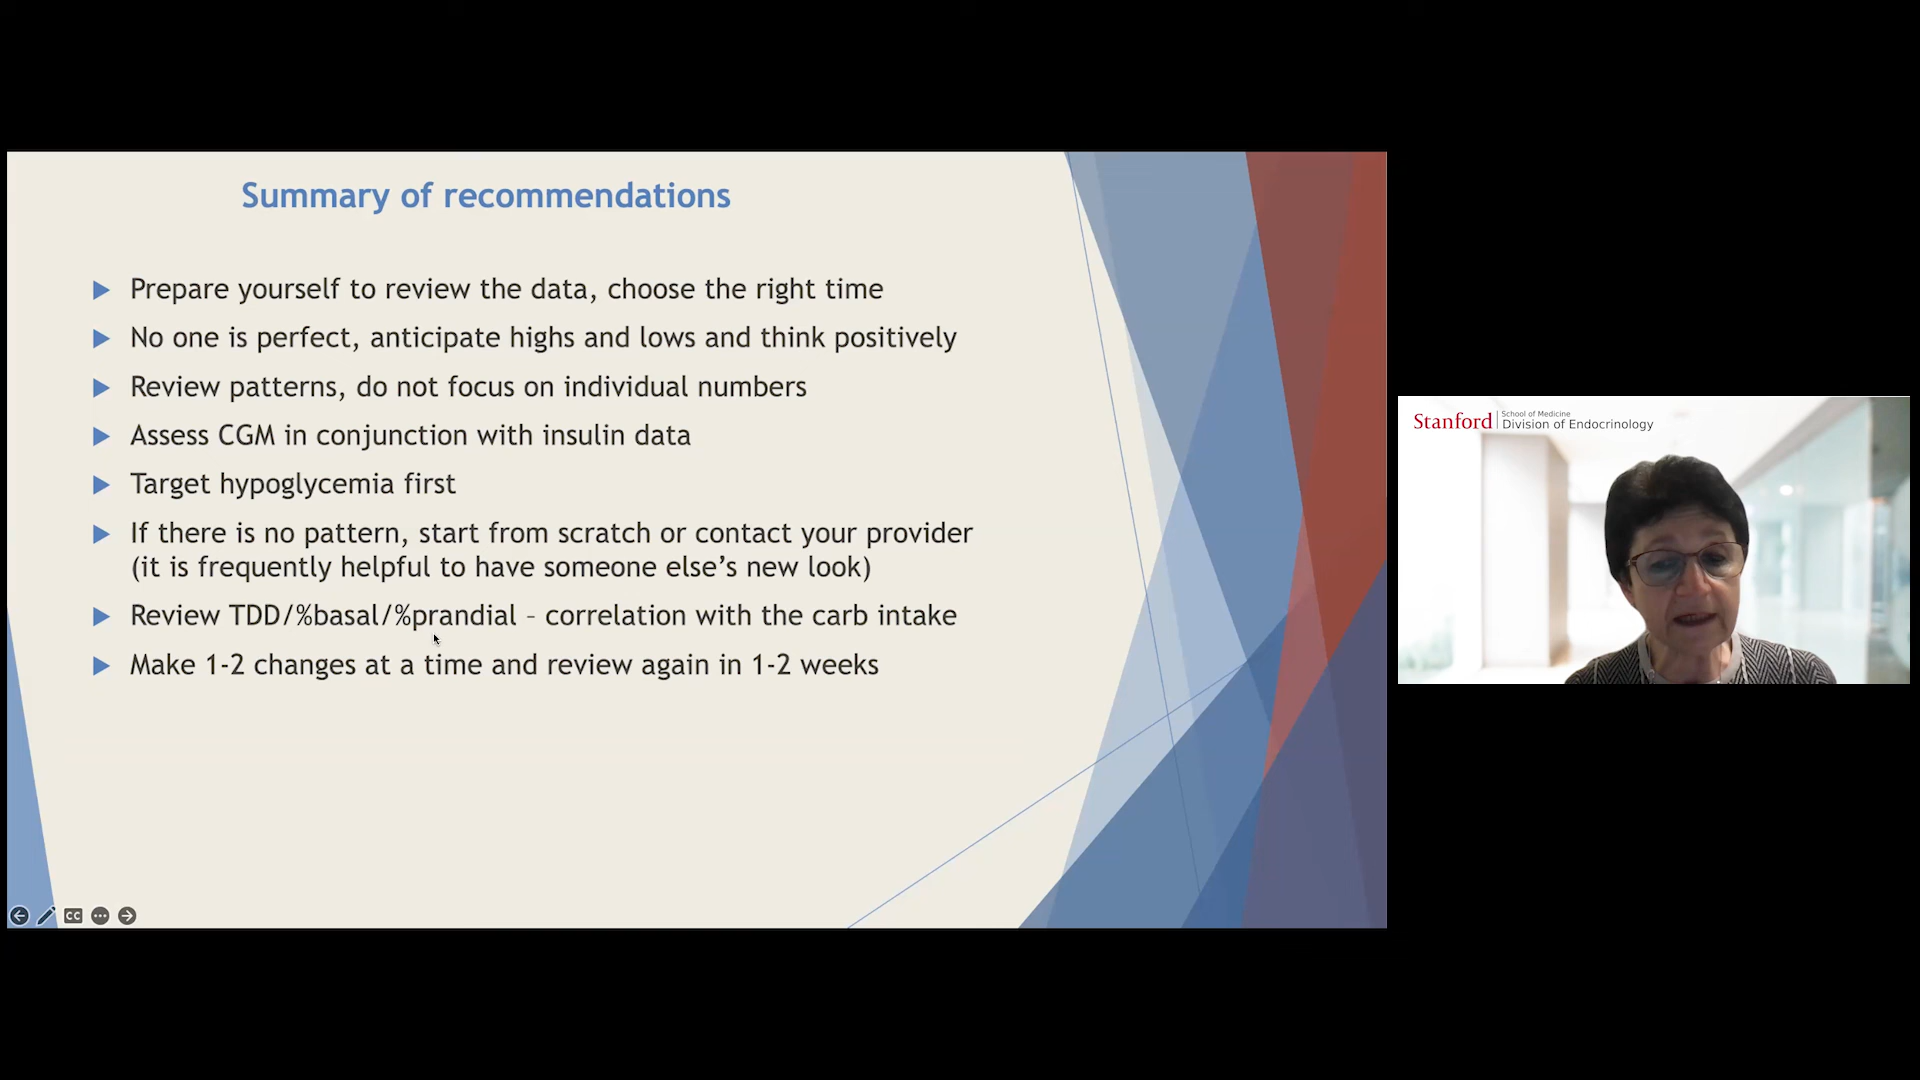 Summary of recommendations
Prepare yourself to review the data, choose the right time
No one is perfect, anticipate highs and lows and think positively
Review patterns, do not focus on individual numbers
Assess CGM in conjunction with insulin data
Target hypoglycemia first
If there is no pattern, start from scratch or contact your provider
(it is frequently helpful to have someone else’s new look)
Review TDD/%basal/%prandial – correlation with the carb intake
Make 1-2 changes at a time and review again in 1-2 weeks
CC
Stanford
School of Medicine
Division of Endocrinology